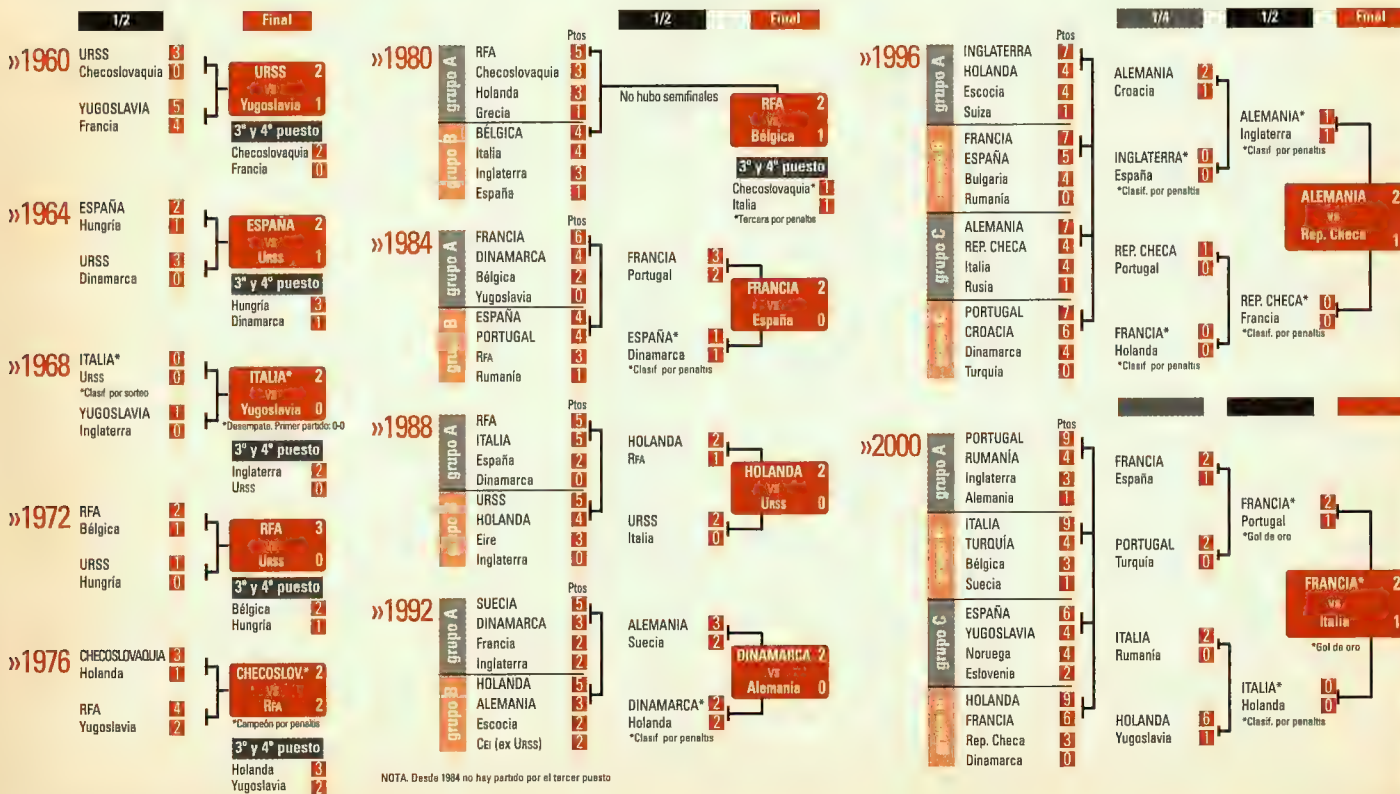 1/2
Final
»1960
URSS 3
Checoslovaquia 0
YUGOSLAVIA 5
Francia 4
URSS 2
vs
Yugoslavia 1
3º y 4º puesto
Checoslovaquia 2
Francia 0
»1964
ESPAÑA 2
Hungría 1
URSS 3
Dinamarca 0
ESPAÑA 2
vs
URSS 1
3º y 4º puesto
Hungría 3
Dinamarca 1
»1968
ITALIA* 0
URSS 0
*Clasif. por sorteo
YUGOSLAVIA 1
Inglaterra 0
ITALIA* 2
vs
Yugoslavia 0
*Desempate. Primer partido: 0-0
3º y 4º puesto
Inglaterra 2
URSS 0
»1972
RFA 2
Bélgica 1
URSS 1
Hungría 0
RFA 3
URSS 0
3º y 4º puesto
Bélgica 2
Hungría 1
»1976
CHECOSLOVAQUIA 3
Holanda 1
RFA 4
Yugoslavia 2
CHECOSLOV.* 2
vs
RFA 2
*Campeón por penaltis
3º y 4º puesto
Holanda 3
Yugoslavia 2
1/2
Final
»1980
Ptos
grupo A
RFA 5
Checoslovaquia 3
Holanda 3
Grecia 1
grupo B
BÉLGICA 4
Italia 4
Inglaterra 3
España 1
No hubo semifinales
RFA 2
vs
Bélgica 1
3º y 4º puesto
Checoslovaquia* 1
Italia 1
*Tercera por penaltis
»1984
Ptos
grupo A
FRANCIA 6
DINAMARCA 4
Bélgica 2
Yugoslavia 0
grupo B
ESPAÑA 4
PORTUGAL 4
RFA 3
Rumanía 1
FRANCIA 3
Portugal 2
ESPAÑA* 1
Dinamarca 1
*Clasif por penaltis
FRANCIA 2
vs
España 0
»1988
Ptos
grupo A
RFA 5
ITALIA 5
España 2
Dinamarca 0
grupo B
URSS 5
HOLANDA 4
Eire 3
Inglaterra 0
HOLANDA 2
RFA 1
URSS 2
Italia 0
HOLANDA 2
vs
URSS 0
»1992
Ptos
grupo A
SUECIA 5
DINAMARCA 3
Francia 2
Inglaterra 2
grupo B
HOLANDA 5
ALEMANIA 3
Escocia 2
CEI (ex URSS) 2
ALEMANIA 3
Suecia 2
DINAMARCA* 2
Holanda 2
*Clasif por penaltis
DINAMARCA 2
vs
Alemania 0
NOTA. Desde 1984 no hay partido por el tercer puesto
1/4
1/2
Final
»1996
Ptos
grupo A
INGLATERRA 7
HOLANDA 4
Escocia 4
Suiza 1
FRANCIA 7
ESPAÑA 5
Bulgaria 4
Rumanía 0
grupo C
ALEMANIA 7
REP. CHECA 4
Italia 4
Rusia 1
PORTUGAL 7
CROACIA 6
Dinamarca 4
Turquía 0
ALEMANIA 2
Croacia 1
INGLATERRA* 0
España 0
*Clasif. por penaltis
REP. CHECA 1
Portugal 0
FRANCIA* 0
Holanda 0
*Clasif por penaltis
ALEMANIA* 1
Inglaterra 1
*Clasif por penaltis
REP. CHECA* 0
Francia 0
*Clasif. por penaltis
ALEMANIA 2
vs
Rep. Checa 1
»2000
Ptos
grupo A
PORTUGAL 9
RUMANÍA 4
Inglaterra 3
Alemania 1
ITALIA 9
TURQUÍA 4
Bélgica 3
Suecia 1
grupo C
ESPAÑA 6
YUGOSLAVIA 4
Noruega 4
Eslovenia 2
HOLANDA 9
FRANCIA 6
Rep. Checa 3
Dinamarca 0
FRANCIA 2
España 1
PORTUGAL 2
Turquía 0
ITALIA 2
Rumanía 0
HOLANDA 6
Yugoslavia 1
FRANCIA* 2
Portugal 1
*Gol de oro
ITALIA* 0
Holanda 0
*Clasif. por penaltis
FRANCIA* 2
vs
Italia 1
*Gol de oro